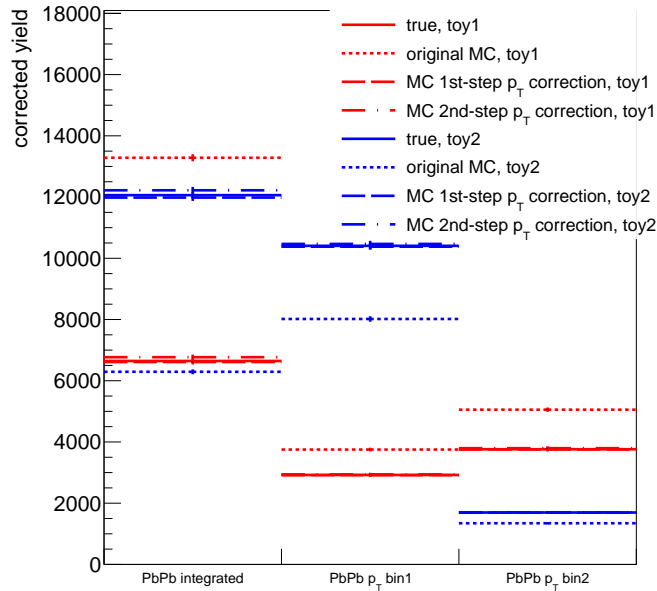 corrected yield
18000
16000
14000
12000
10000
8000
6000
4000
2000
0
true, toy1
original MC, toy1
MC 1st-step p_T correction, toy1
MC 2nd-step p_T correction, toy1
true, toy2
original MC, toy2
MC 1st-step p_T correction, toy2
MC 2nd-step p_T correction, toy2
PbPb integrated
PbPb p_T bin1
PbPb p_T bin2